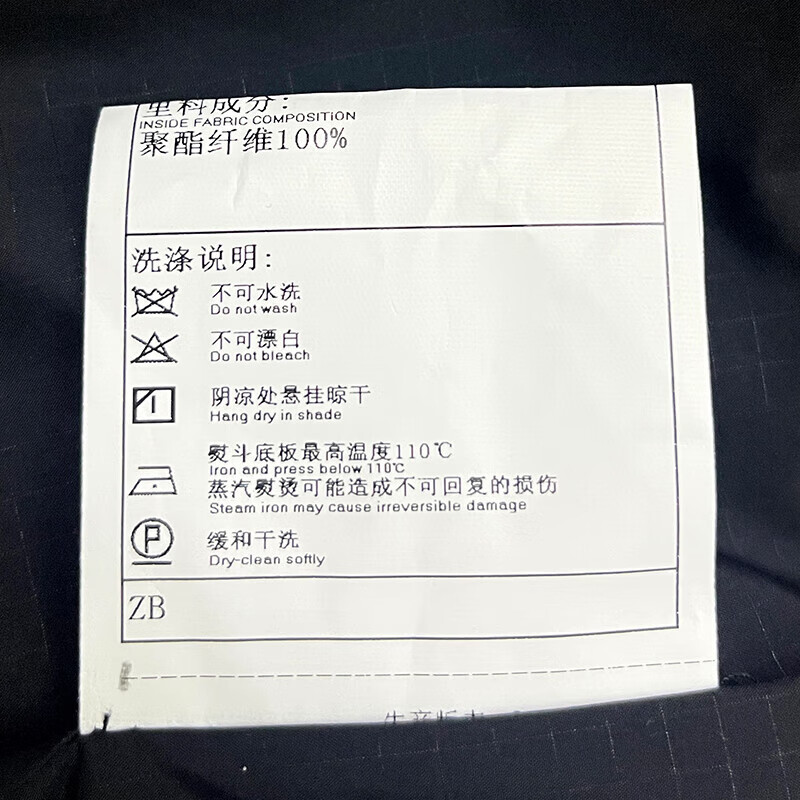 里料成分:
INSIDE FABRIC COMPOSITION
聚酯纤维100%
洗涤说明:
不可水洗
Do not wash
不可漂白
Do not bleach
阴凉处悬挂晾干
Hang dry in shade
熨斗底板最高温度110℃
Iron and press below 110℃
蒸汽熨烫可能造成不可回复的损伤
Steam iron may cause irreversible damage
P
缓和干洗
Dry-clean softly
ZB